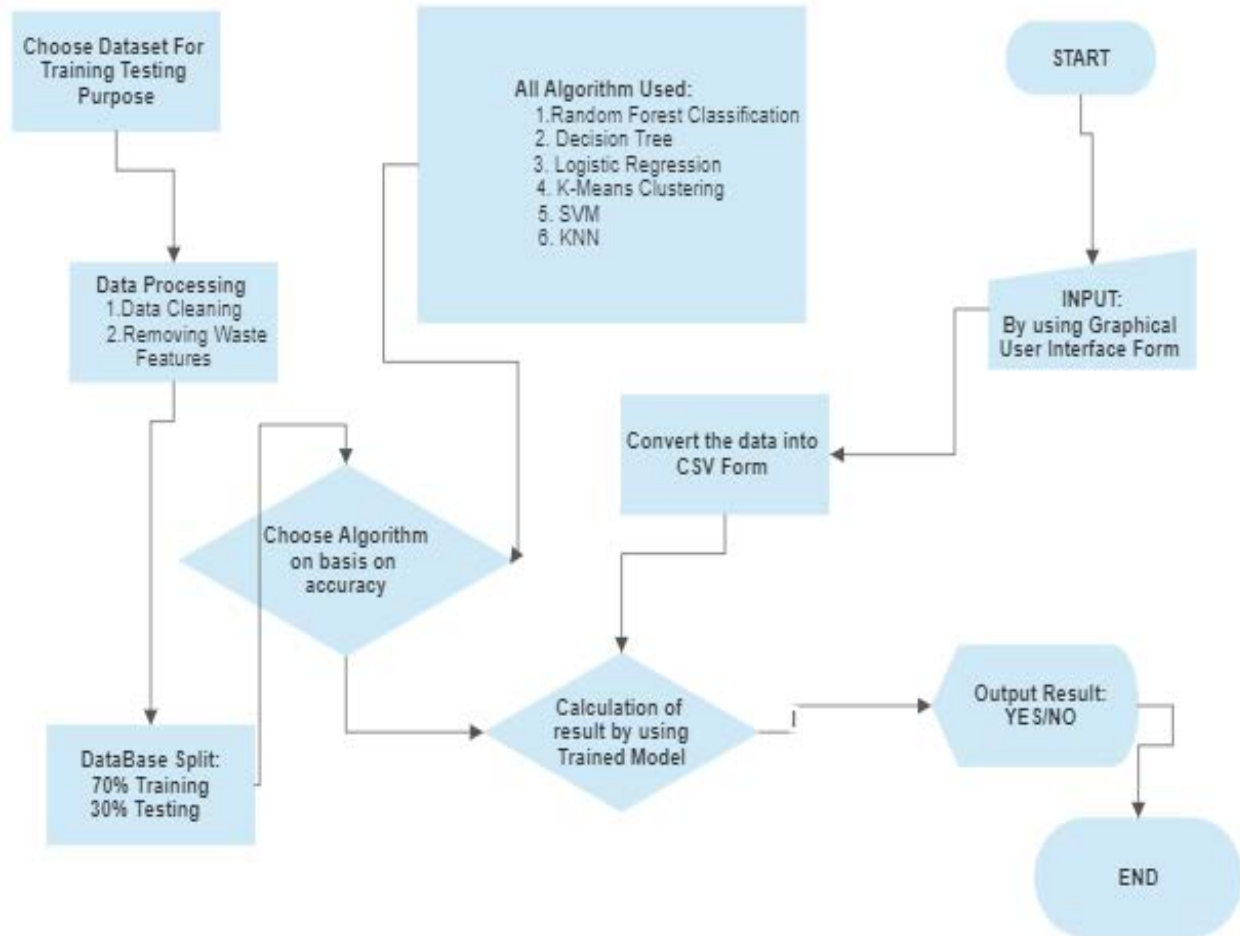 Choose Dataset For
Training Testing
Purpose
All Algorithm Used:
1.Random Forest Classification
2. Decision Tree
3. Logistic Regression
4. K-Means Clustering
5. SVM
6. KNN
START
Data Processing
1.Data Cleaning
2.Removing Waste
Features
INPUT:
By using Graphical
User Interface Form
Convert the data into
CSV Form
Choose Algorithm
on basis on
accuracy
DataBase Split:
70% Training
30% Testing
Calculation of
result by using
Trained Model
Output Result:
YES/NO
END